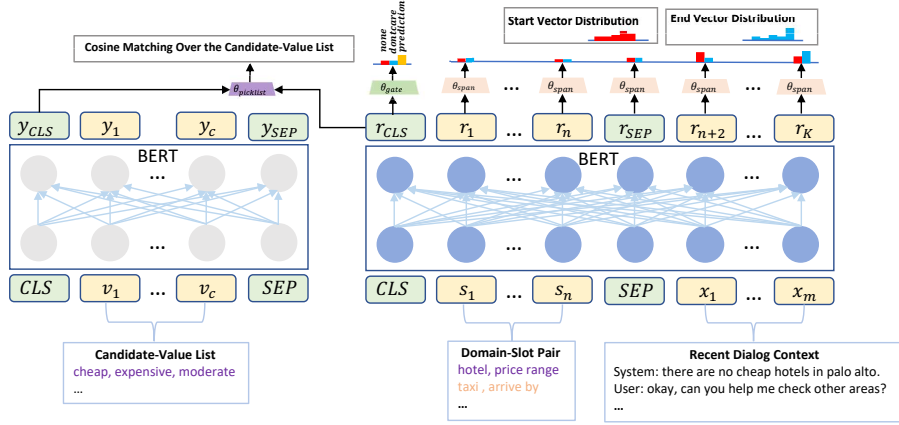 Start Vector Distribution
End Vector Distribution
none
dontcare
prediction
Cosine Matching Over the Candidate-Value List
θpicklist
θgate
θspan
...
θspan
θspan
θspan
...
θspan
yCLS
y1
yc
ySEP
rCLS
r1
...
rn
rSEP
rn+2
...
rK
BERT
BERT
...
...
...
...
...
...
CLS
v1
...
vc
SEP
CLS
s1
...
sn
SEP
x1
...
xm
Candidate-Value List
cheap, expensive, moderate
...
Domain-Slot Pair
hotel, price range
taxi , arrive by
...
Recent Dialog Context
System: there are no cheap hotels in palo alto.
User: okay, can you help me check other areas?
...